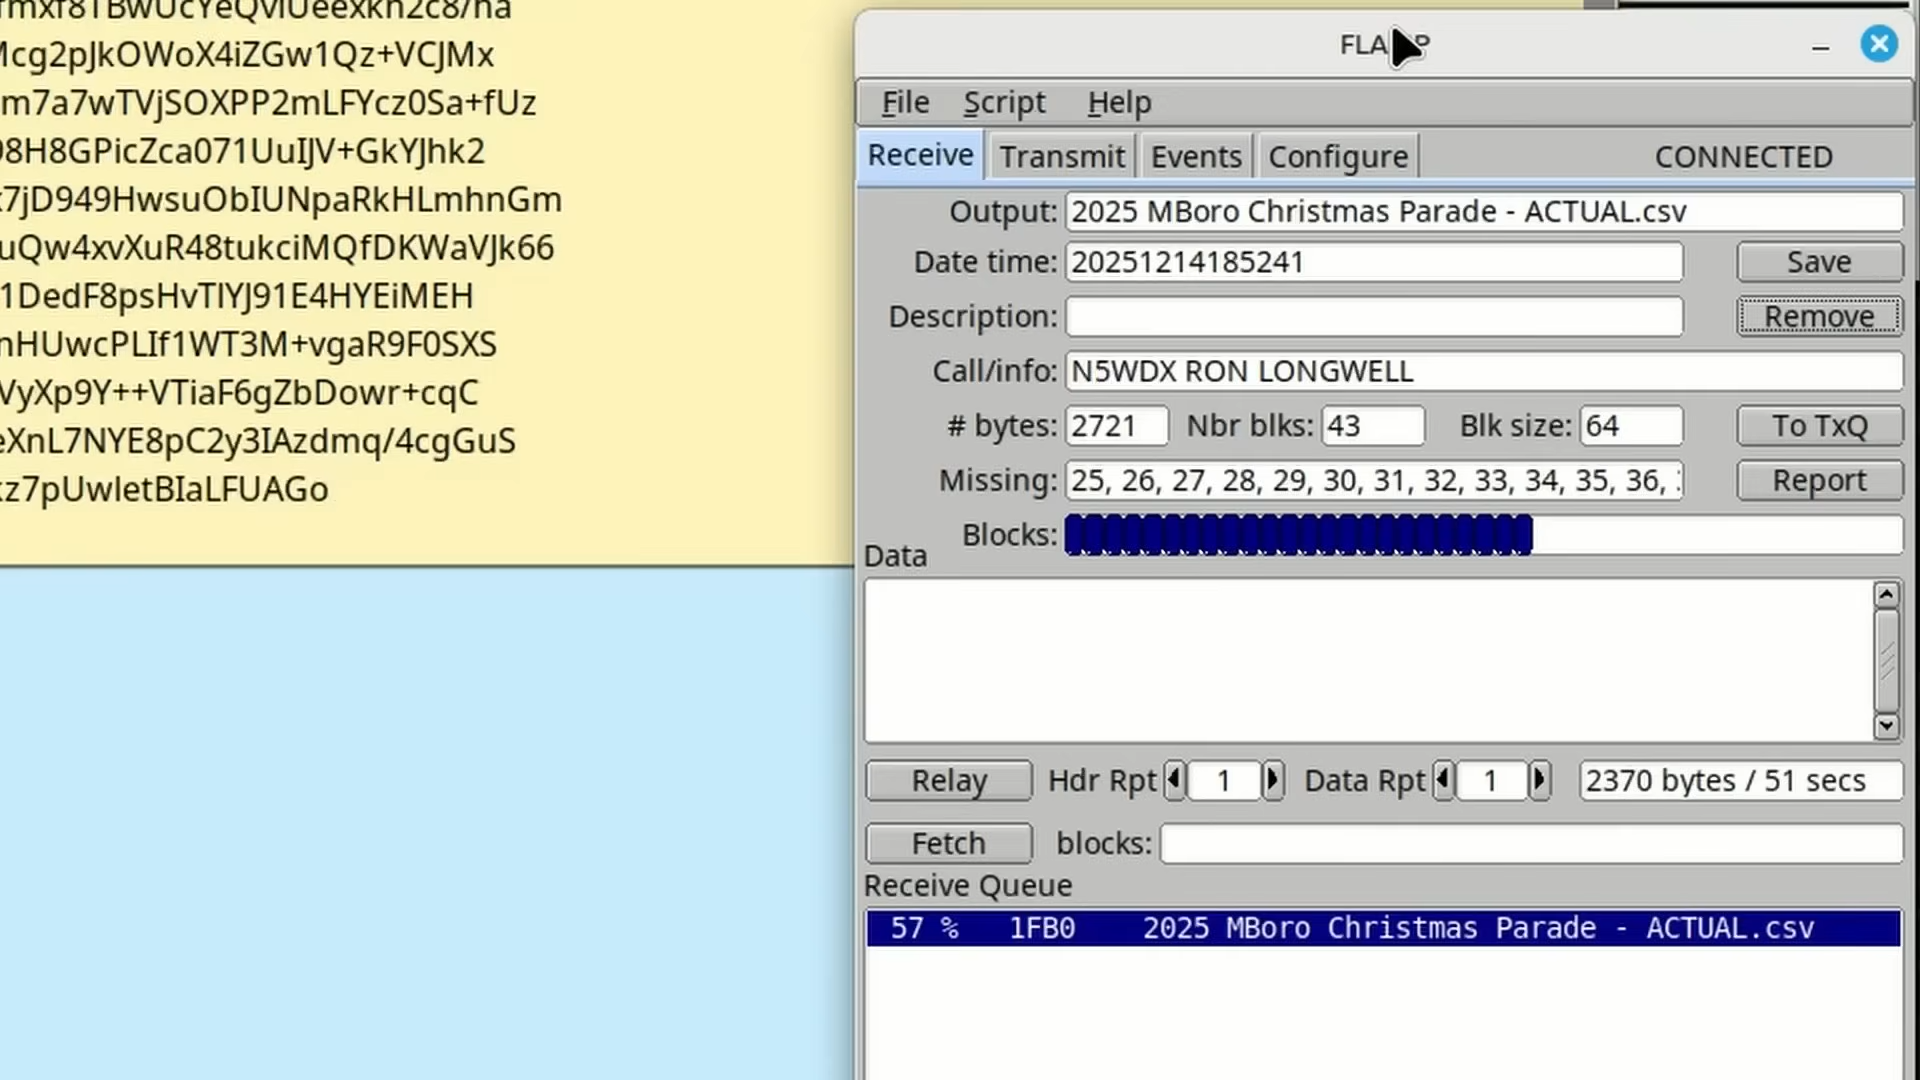 Mcg2pJkOWoX4iZGw1Qz+VCJMx
m7a7wTVjSOXPP2mLFYcz0Sa+fUz
98H8GPicZca071UuIJV+GkYJhk2
7jD949HwsuObIUNpaRkHLmhnGm
uQw4xvXuR48tukciMQfDKWaVJk66
1DedF8psHvTlYJ91E4HYEiMEH
nHUwcPLIf1WT3M+vgaR9F0SXS
VyXp9Y++VTiaF6gZbDowr+cqC
eXnL7NYE8pC2y3IAzdmq/4cgGuS
z7pUwletBIaLFUAGo
File Script Help
Receive Transmit Events Configure CONNECTED
Output: 2025 MBoro Christmas Parade - ACTUAL.csv
Date time: 20251214185241 Save
Description: Remove
Call/info: N5WDX RON LONGWELL
# bytes: 2721 Nbr blks: 43 Blk size: 64 To TxQ
Missing: 25, 26, 27, 28, 29, 30, 31, 32, 33, 34, 35, 36, Report
Blocks:
Data
Relay Hdr Rpt 1 Data Rpt 1 2370 bytes / 51 secs
Fetch blocks:
Receive Queue
57 % 1FB0 2025 MBoro Christmas Parade - ACTUAL.csv